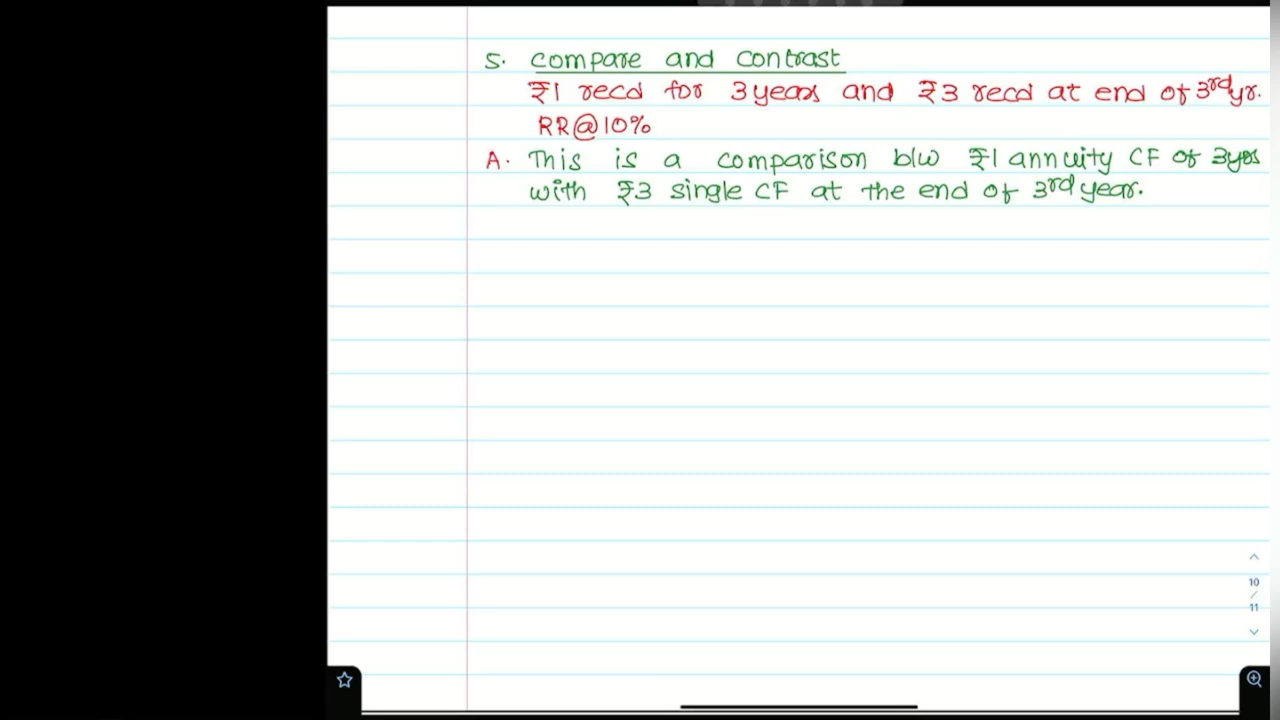 5. compare and contrast
₹1 recd for 3 years and ₹3 recd at end of 3rd yr.
RR@10%
A. This is a comparison b/w ₹1 annuity CF of 3yrs
with ₹3 single CF at the end of 3rd year.
10
/
11